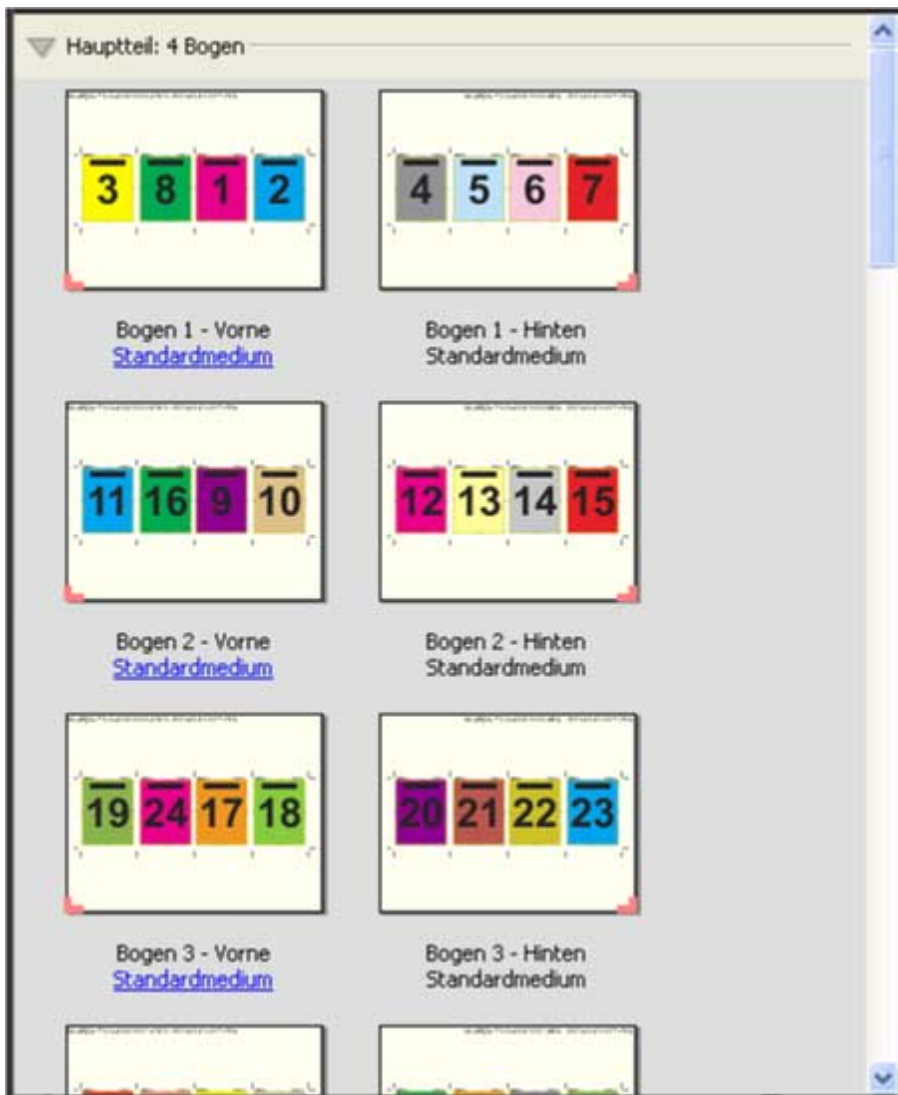 Hauptteil: 4 Bogen
3 8 1 2
4 5 6 7
Bogen 1 - Vorne
Standardmedium
Bogen 1 - Hinten
Standardmedium
11 16 9 10
12 13 14 15
Bogen 2 - Vorne
Standardmedium
Bogen 2 - Hinten
Standardmedium
19 24 17 18
20 21 22 23
Bogen 3 - Vorne
Standardmedium
Bogen 3 - Hinten
Standardmedium